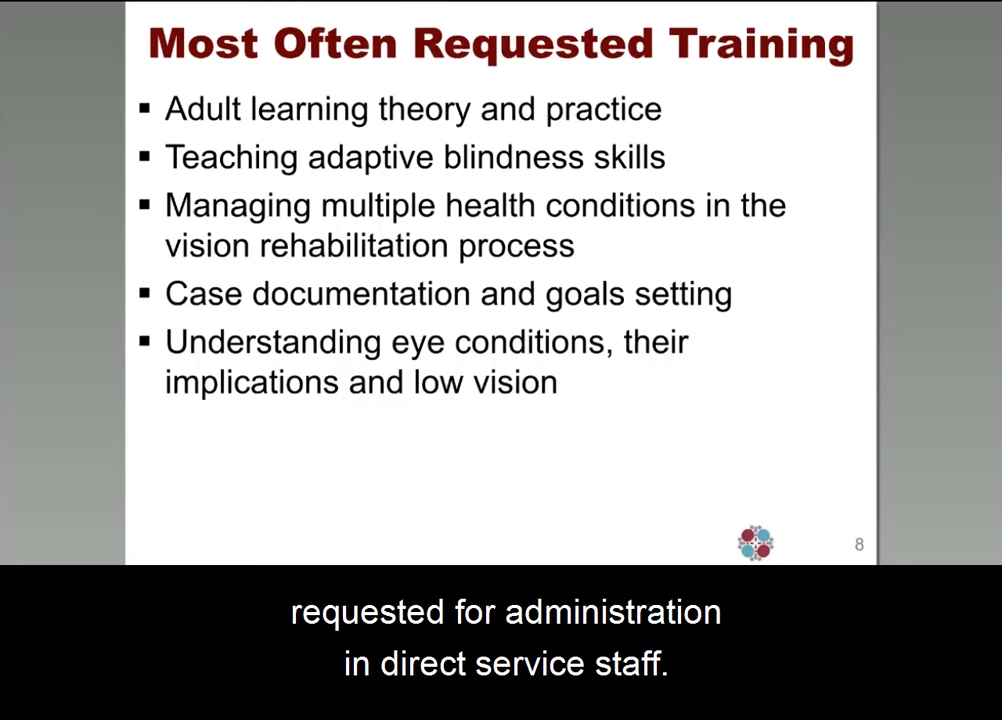 Most Often Requested Training
▪ Adult learning theory and practice
▪ Teaching adaptive blindness skills
▪ Managing multiple health conditions in the
vision rehabilitation process
▪ Case documentation and goals setting
▪ Understanding eye conditions, their
implications and low vision
8
requested for administration
in direct service staff.